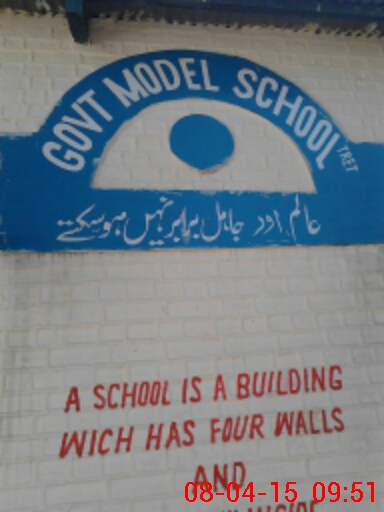 GOVT MODEL SCHOOL TRET
عالم اور جاہل برابر نہیں ہو سکتے
A SCHOOL IS A BUILDING
WICH HAS FOUR WALLS
AND
08-04-15 09:51